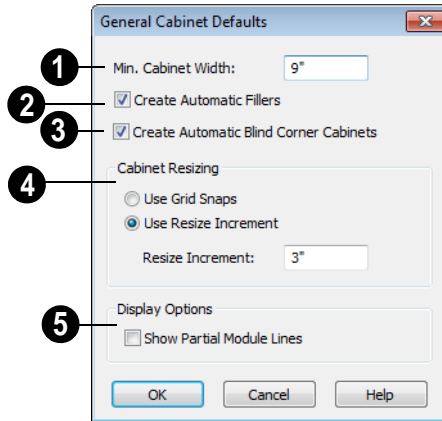 General Cabinet Defaults
1 Min. Cabinet Width: 9"
2 Create Automatic Fillers
3 Create Automatic Blind Corner Cabinets
4 Cabinet Resizing
Use Grid Snaps
Use Resize Increment
Resize Increment: 3"
Display Options
5 Show Partial Module Lines
OK Cancel Help